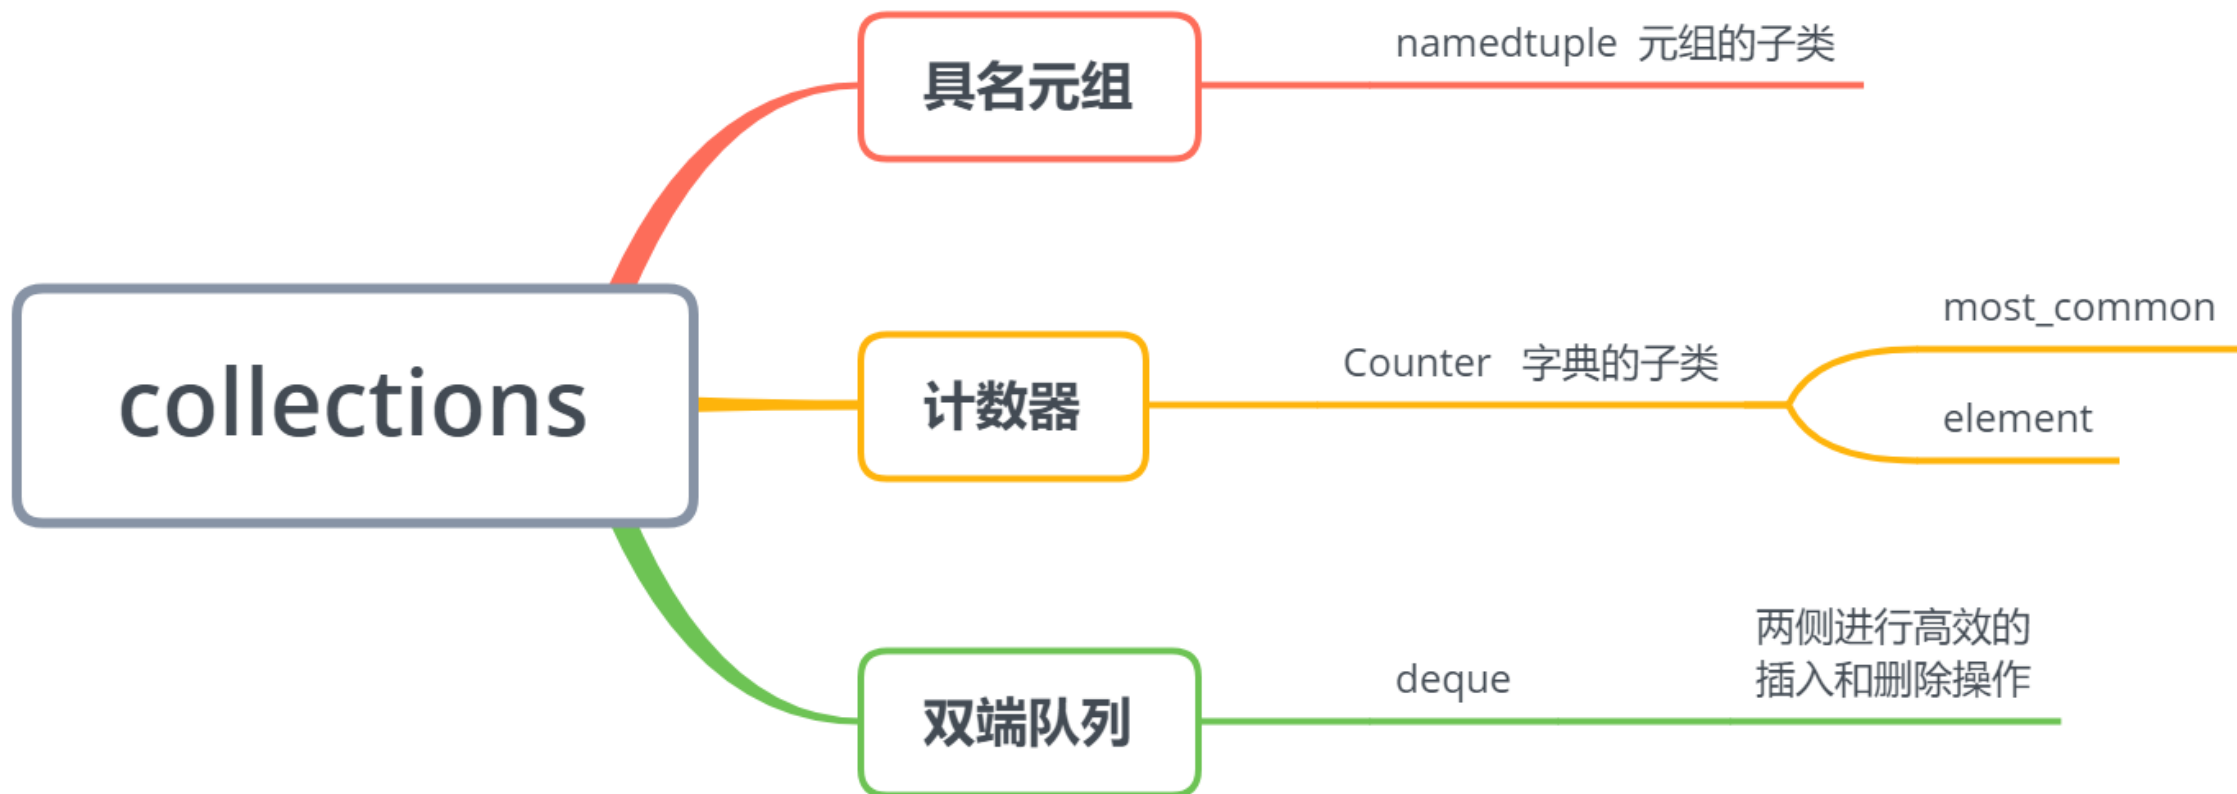 具名元组
namedtuple 元组的子类
collections
计数器
Counter 字典的子类
most_common
element
双端队列
deque
两侧进行高效的
插入和删除操作